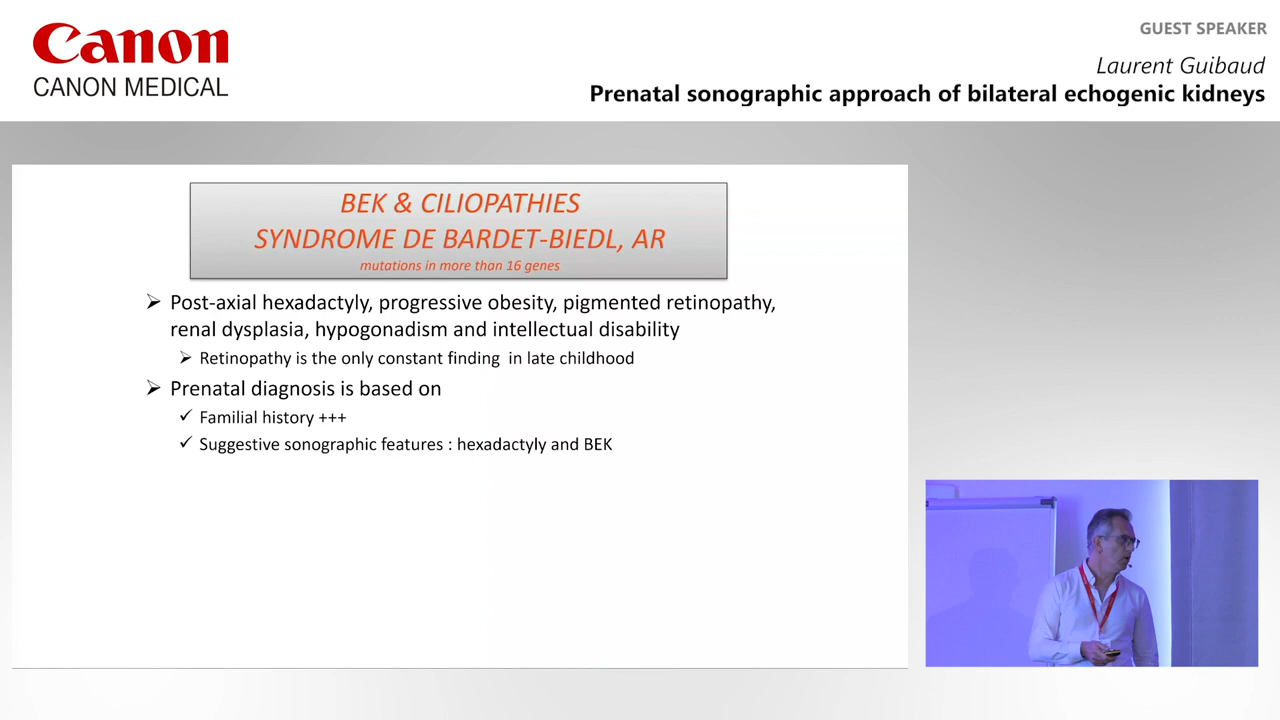 Canon
CANON MEDICAL
GUEST SPEAKER
Laurent Guibaud
Prenatal sonographic approach of bilateral echogenic kidneys
BEK & CILIOPATHIES
SYNDROME DE BARDET-BIEDL, AR
mutations in more than 16 genes
Post-axial hexadactyly, progressive obesity, pigmented retinopathy,
renal dysplasia, hypogonadism and intellectual disability
Retinopathy is the only constant finding in late childhood
Prenatal diagnosis is based on
Familial history +++
Suggestive sonographic features : hexadactyly and BEK